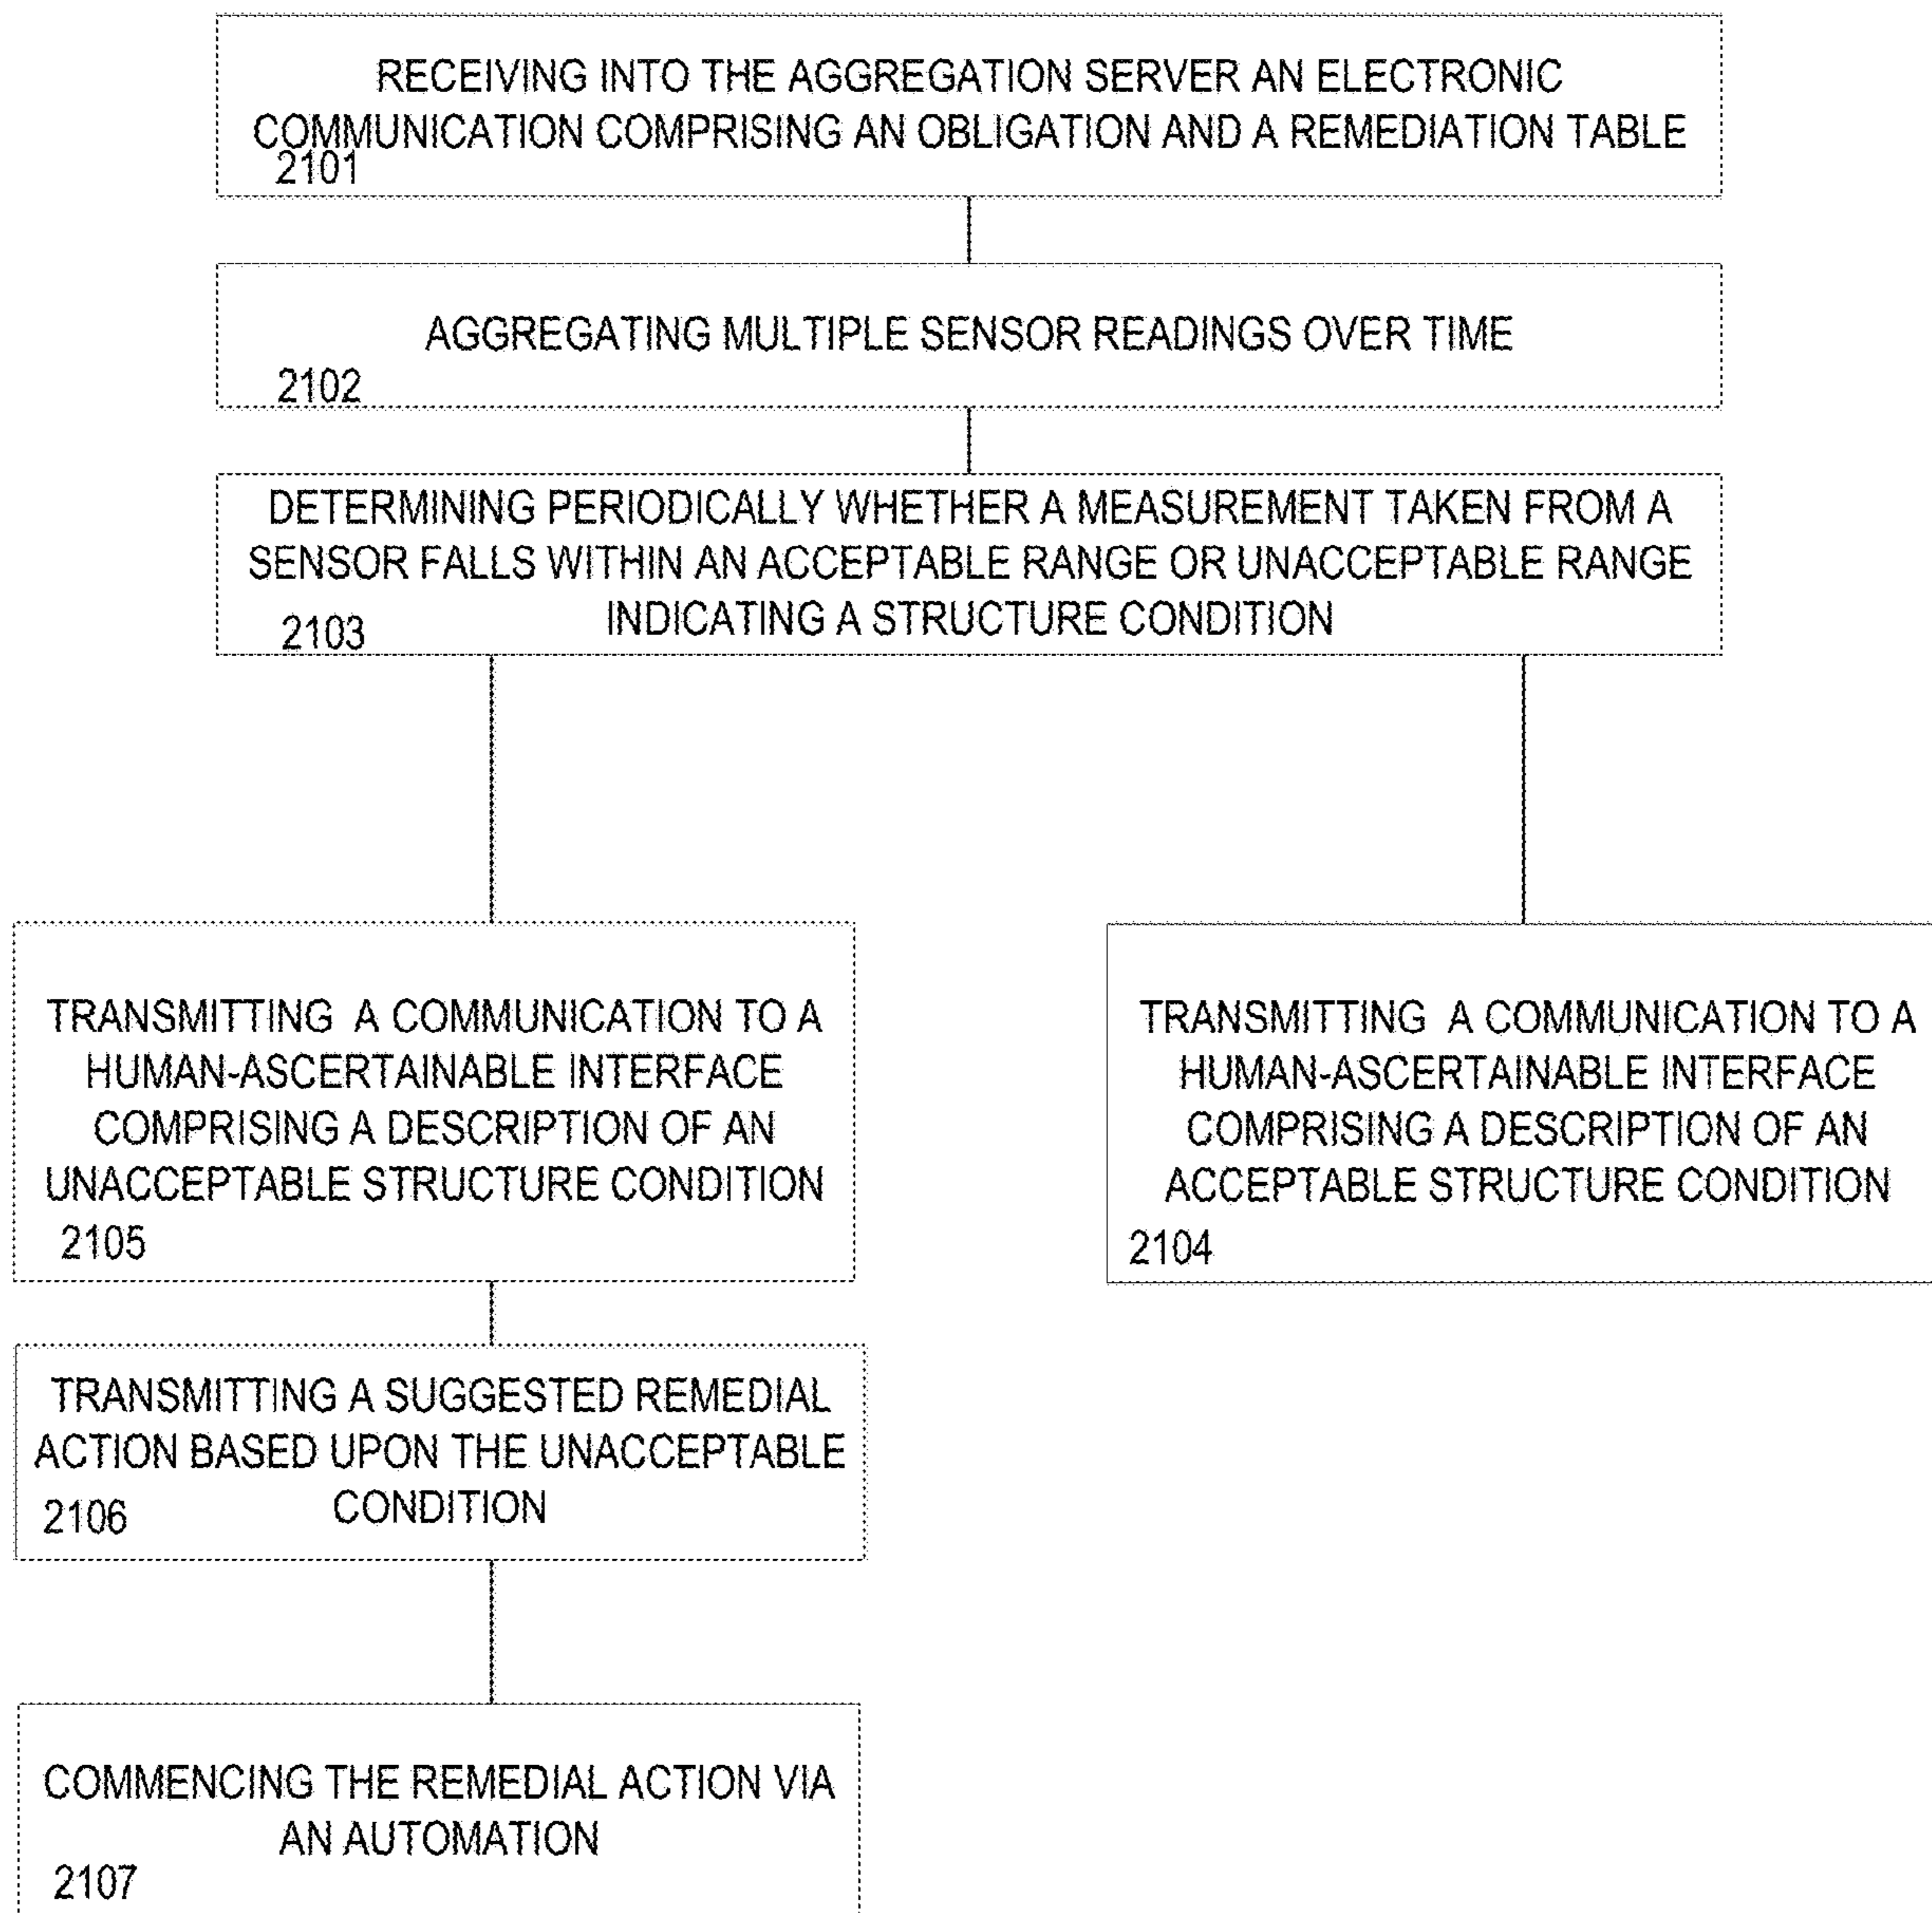 RECEIVING INTO THE AGGREGATION SERVER AN ELECTRONIC
COMMUNICATION COMPRISING AN OBLIGATION AND A REMEDIATION TABLE
2101
AGGREGATING MULTIPLE SENSOR READINGS OVER TIME
2102
DETERMINING PERIODICALLY WHETHER A MEASUREMENT TAKEN FROM A
SENSOR FALLS WITHIN AN ACCEPTABLE RANGE OR UNACCEPTABLE RANGE
INDICATING A STRUCTURE CONDITION
2103
TRANSMITTING A COMMUNICATION TO A
HUMAN-ASCERTAINABLE INTERFACE
COMPRISING A DESCRIPTION OF AN
UNACCEPTABLE STRUCTURE CONDITION
2105
TRANSMITTING A COMMUNICATION TO A
HUMAN-ASCERTAINABLE INTERFACE
COMPRISING A DESCRIPTION OF AN
ACCEPTABLE STRUCTURE CONDITION
2104
TRANSMITTING A SUGGESTED REMEDIAL
ACTION BASED UPON THE UNACCEPTABLE
CONDITION
2106
COMMENCING THE REMEDIAL ACTION VIA
AN AUTOMATION
2107